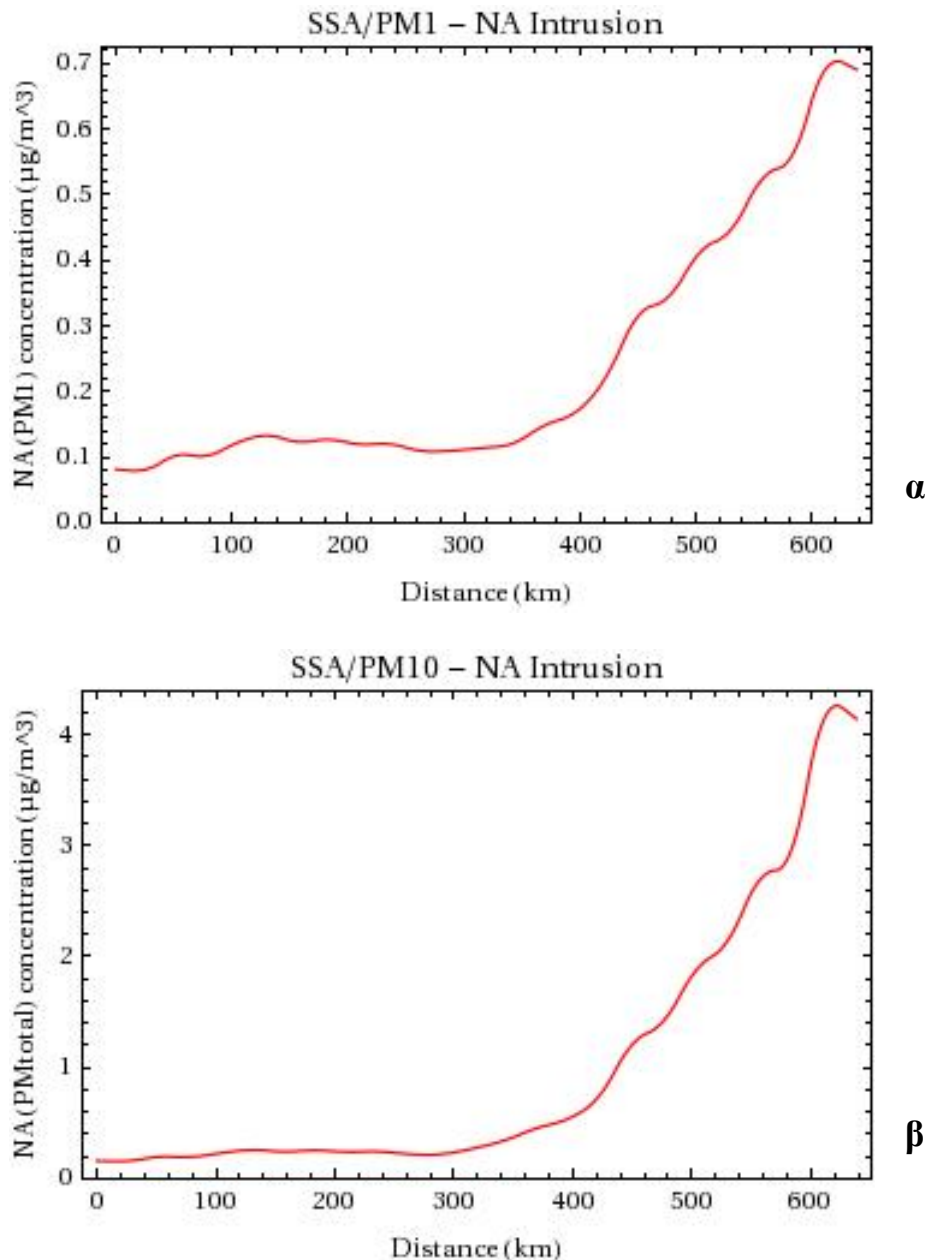 SSA/PM1 – NA Intrusion
NA (PM1) concentration (µg/m^3)
0.7
0.6
0.5
0.4
0.3
0.2
0.1
0.0
0 100 200 300 400 500 600
Distance (km)
α
SSA/PM10 – NA Intrusion
NA (PMtotal) concentration (µg/m^3)
4
3
2
1
0
0 100 200 300 400 500 600
Distance (km)
β